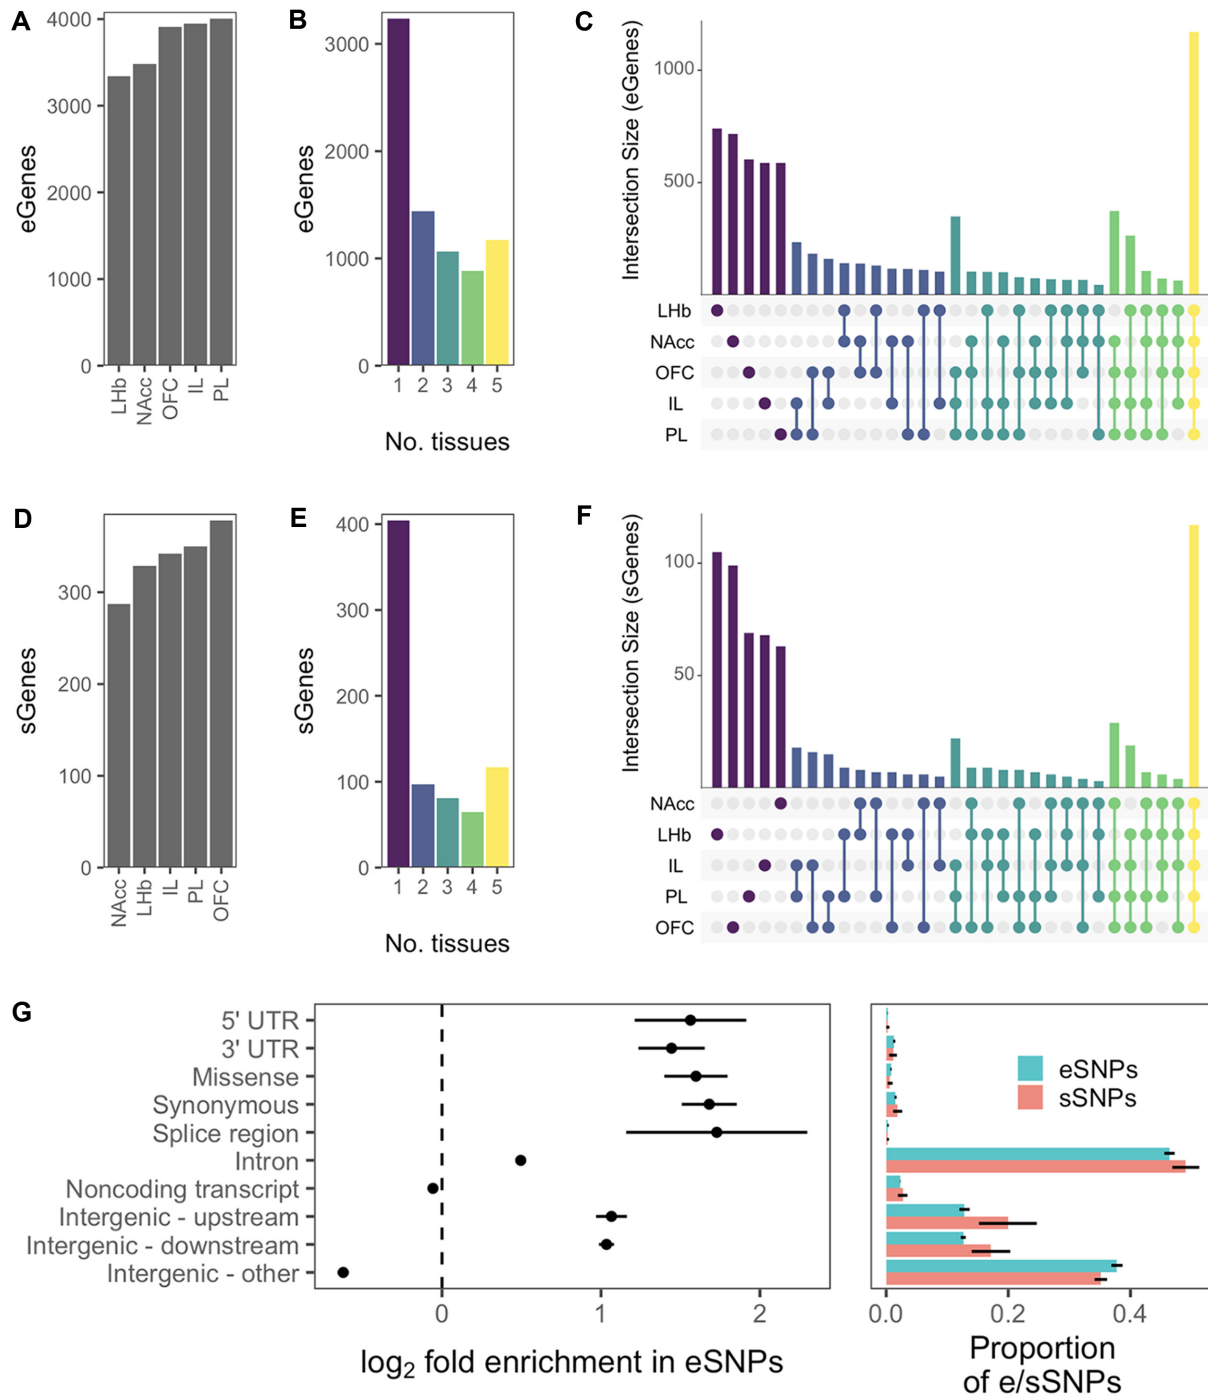 A
eGenes
4000
3000
2000
1000
0
LHb
NAcc
OFC
IL
PL
B
eGenes
3000
2000
1000
0
1 2 3 4 5
No. tissues
C
Intersection Size (eGenes)
1000
500
LHb
NAcc
OFC
IL
PL
D
sGenes
300
200
100
0
NAcc
LHb
IL
PL
OFC
E
sGenes
400
300
200
100
0
1 2 3 4 5
No. tissues
F
Intersection Size (sGenes)
100
50
NAcc
LHb
IL
PL
OFC
G
5' UTR
3' UTR
Missense
Synonymous
Splice region
Intron
Noncoding transcript
Intergenic - upstream
Intergenic - downstream
Intergenic - other
0 1 2
log₂ fold enrichment in eSNPs
eSNPs
sSNPs
0.0 0.2 0.4
Proportion
of e/sSNPs